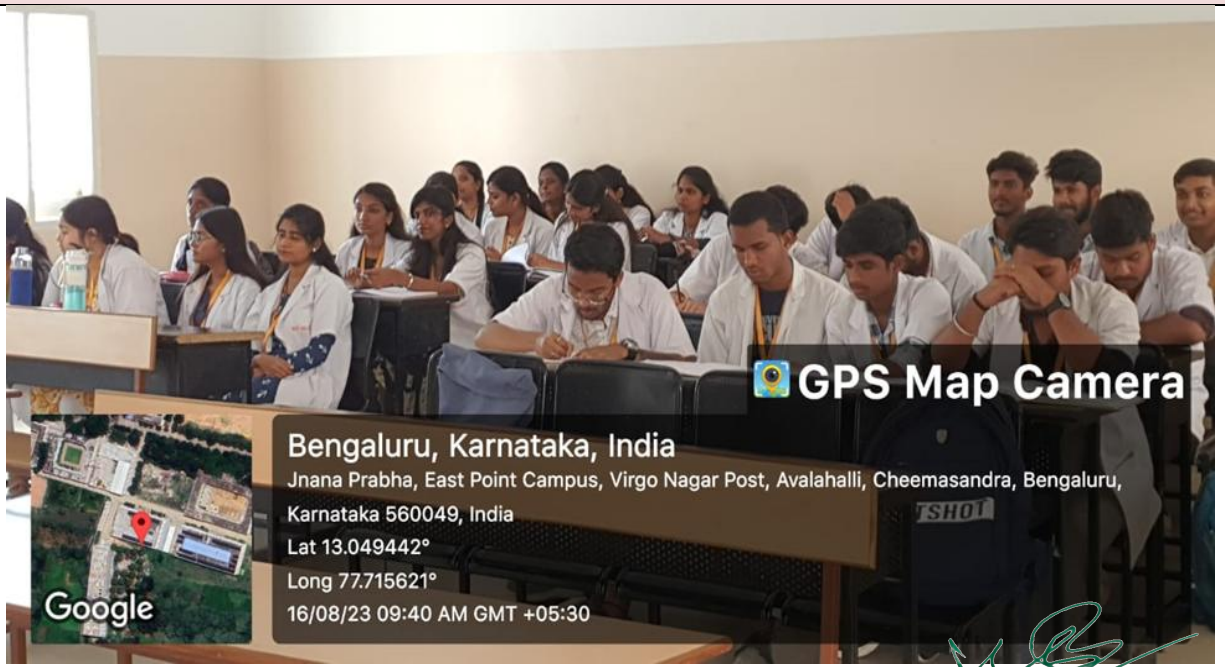 GPS Map Camera
Bengaluru, Karnataka, India
Jnana Prabha, East Point Campus, Virgo Nagar Post, Avalahalli, Cheemasandra, Bengaluru,
Karnataka 560049, India
Lat 13.049442°
Long 77.715621°
16/08/23 09:40 AM GMT +05:30
Google
TSHOT